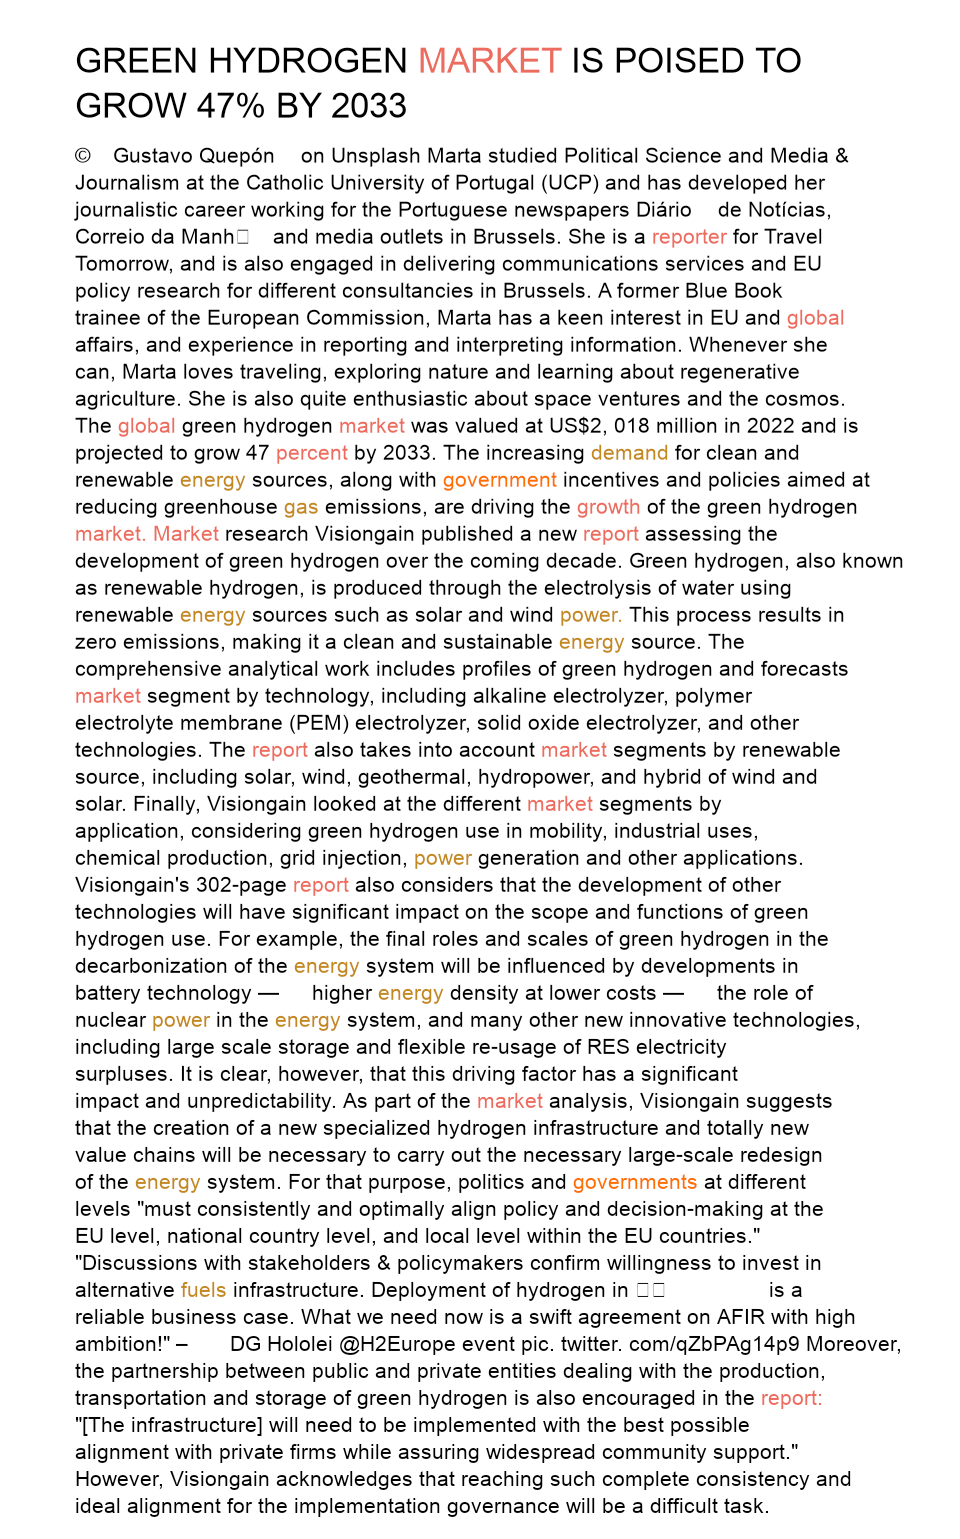 GREEN HYDROGEN MARKET IS POISED TO
GROW 47% BY 2033
© Gustavo Quepón on Unsplash Marta studied Political Science and Media &
Journalism at the Catholic University of Portugal (UCP) and has developed her
journalistic career working for the Portuguese newspapers Diário de Notícias,
Correio da Manh□ and media outlets in Brussels. She is a reporter for Travel
Tomorrow, and is also engaged in delivering communications services and EU
policy research for different consultancies in Brussels. A former Blue Book
trainee of the European Commission, Marta has a keen interest in EU and global
affairs, and experience in reporting and interpreting information. Whenever she
can, Marta loves traveling, exploring nature and learning about regenerative
agriculture. She is also quite enthusiastic about space ventures and the cosmos.
The global green hydrogen market was valued at US$2, 018 million in 2022 and is
projected to grow 47 percent by 2033. The increasing demand for clean and
renewable energy sources, along with government incentives and policies aimed at
reducing greenhouse gas emissions, are driving the growth of the green hydrogen
market. Market research Visiongain published a new report assessing the
development of green hydrogen over the coming decade. Green hydrogen, also known
as renewable hydrogen, is produced through the electrolysis of water using
renewable energy sources such as solar and wind power. This process results in
zero emissions, making it a clean and sustainable energy source. The
comprehensive analytical work includes profiles of green hydrogen and forecasts
market segment by technology, including alkaline electrolyzer, polymer
electrolyte membrane (PEM) electrolyzer, solid oxide electrolyzer, and other
technologies. The report also takes into account market segments by renewable
source, including solar, wind, geothermal, hydropower, and hybrid of wind and
solar. Finally, Visiongain looked at the different market segments by
application, considering green hydrogen use in mobility, industrial uses,
chemical production, grid injection, power generation and other applications.
Visiongain's 302-page report also considers that the development of other
technologies will have significant impact on the scope and functions of green
hydrogen use. For example, the final roles and scales of green hydrogen in the
decarbonization of the energy system will be influenced by developments in
battery technology — higher energy density at lower costs — the role of
nuclear power in the energy system, and many other new innovative technologies,
including large scale storage and flexible re-usage of RES electricity
surpluses. It is clear, however, that this driving factor has a significant
impact and unpredictability. As part of the market analysis, Visiongain suggests
that the creation of a new specialized hydrogen infrastructure and totally new
value chains will be necessary to carry out the necessary large-scale redesign
of the energy system. For that purpose, politics and governments at different
levels "must consistently and optimally align policy and decision-making at the
EU level, national country level, and local level within the EU countries."
"Discussions with stakeholders & policymakers confirm willingness to invest in
alternative fuels infrastructure. Deployment of hydrogen in □□ is a
reliable business case. What we need now is a swift agreement on AFIR with high
ambition!" – DG Hololei @H2Europe event pic. twitter. com/qZbPAg14p9 Moreover,
the partnership between public and private entities dealing with the production,
transportation and storage of green hydrogen is also encouraged in the report:
"[The infrastructure] will need to be implemented with the best possible
alignment with private firms while assuring widespread community support."
However, Visiongain acknowledges that reaching such complete consistency and
ideal alignment for the implementation governance will be a difficult task.